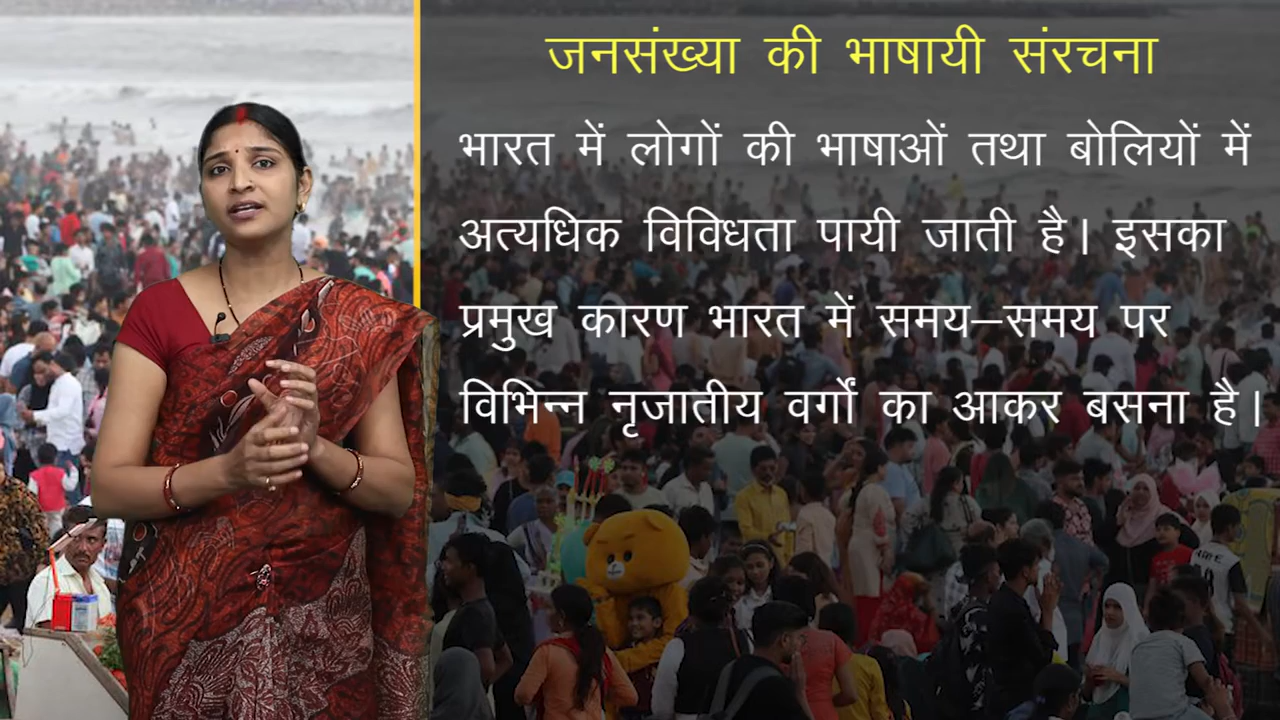 जनसंख्या की भाषायी संरचना
भारत में लोगों की भाषाओं तथा बोलियों में
अत्यधिक विविधता पायी जाती है। इसका
प्रमुख कारण भारत में समय–समय पर
विभिन्न नृजातीय वर्गों का आकर बसना है।